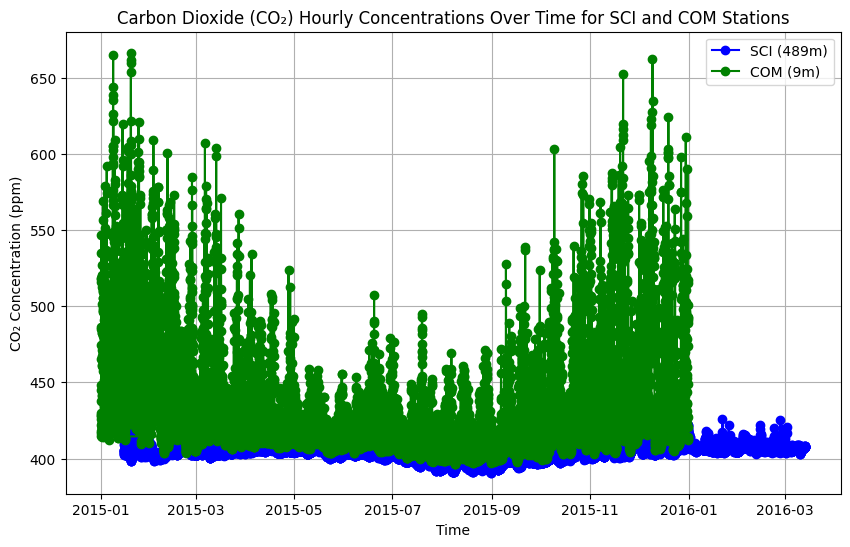 Carbon Dioxide (CO₂) Hourly Concentrations Over Time for SCI and COM Stations
SCI (489m)
COM (9m)
CO₂ Concentration (ppm)
650
600
550
500
450
400
2015-01 2015-03 2015-05 2015-07 2015-09 2015-11 2016-01 2016-03
Time